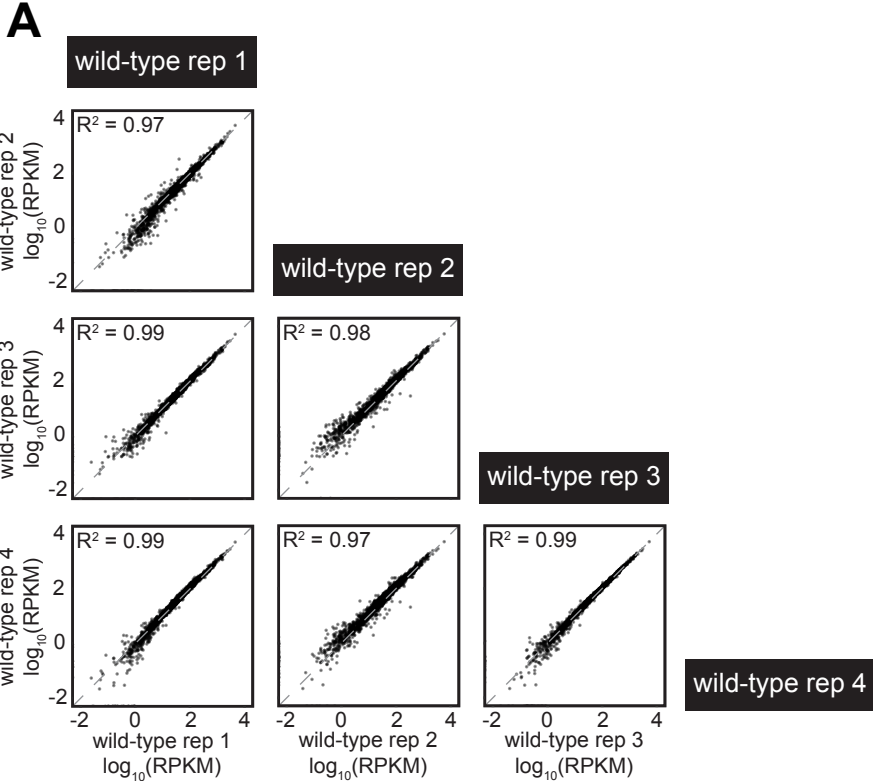 A
wild-type rep 1
wild-type rep 2
log₁₀(RPKM)
4
2
0
-2
R² = 0.97
wild-type rep 2
wild-type rep 3
log₁₀(RPKM)
4
2
0
-2
R² = 0.99
R² = 0.98
wild-type rep 3
wild-type rep 4
log₁₀(RPKM)
4
2
0
-2
R² = 0.99
R² = 0.97
R² = 0.99
wild-type rep 4
-2 0 2 4
-2 0 2 4
-2 0 2 4
wild-type rep 1
log₁₀(RPKM)
wild-type rep 2
log₁₀(RPKM)
wild-type rep 3
log₁₀(RPKM)